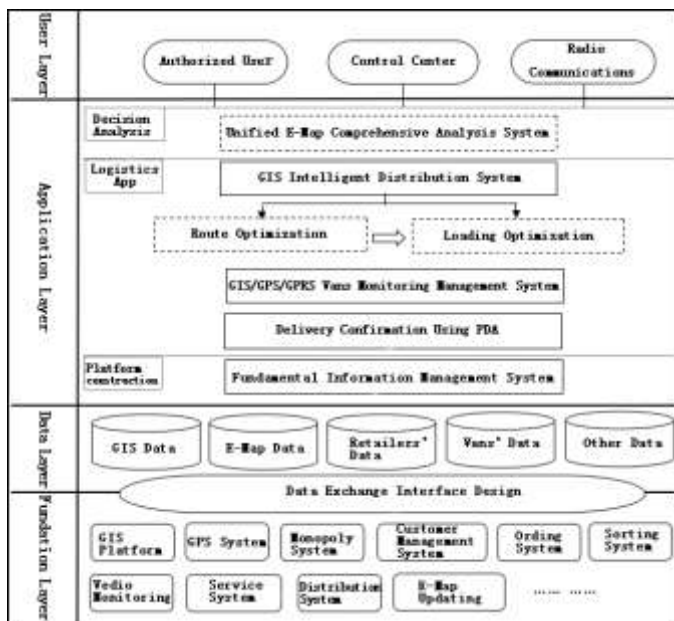 User Layer
Authorized User
Control Center
Radio
Communications
Application Layer
Decision
Analysis
Unified E-Map Comprehensive Analysis System
Logistics
App
GIS Intelligent Distribution System
Route Optimization
Loading Optimization
GIS/GPS/GPRS Vans Monitoring Management System
Delivery Confirmation Using PDA
Platform
construction
Fundamental Information Management System
Data Layer
GIS Data
E-Map Data
Retailers'
Data
Vans' Data
Other Data
Data Exchange Interface Design
Fundation Layer
GIS
Platform
GPS System
Monopoly
System
Customer
Management
System
Ording
System
Sorting
System
Vedio
Monitoring
Service
System
Distribution
System
E-Map
Updating
…… ……